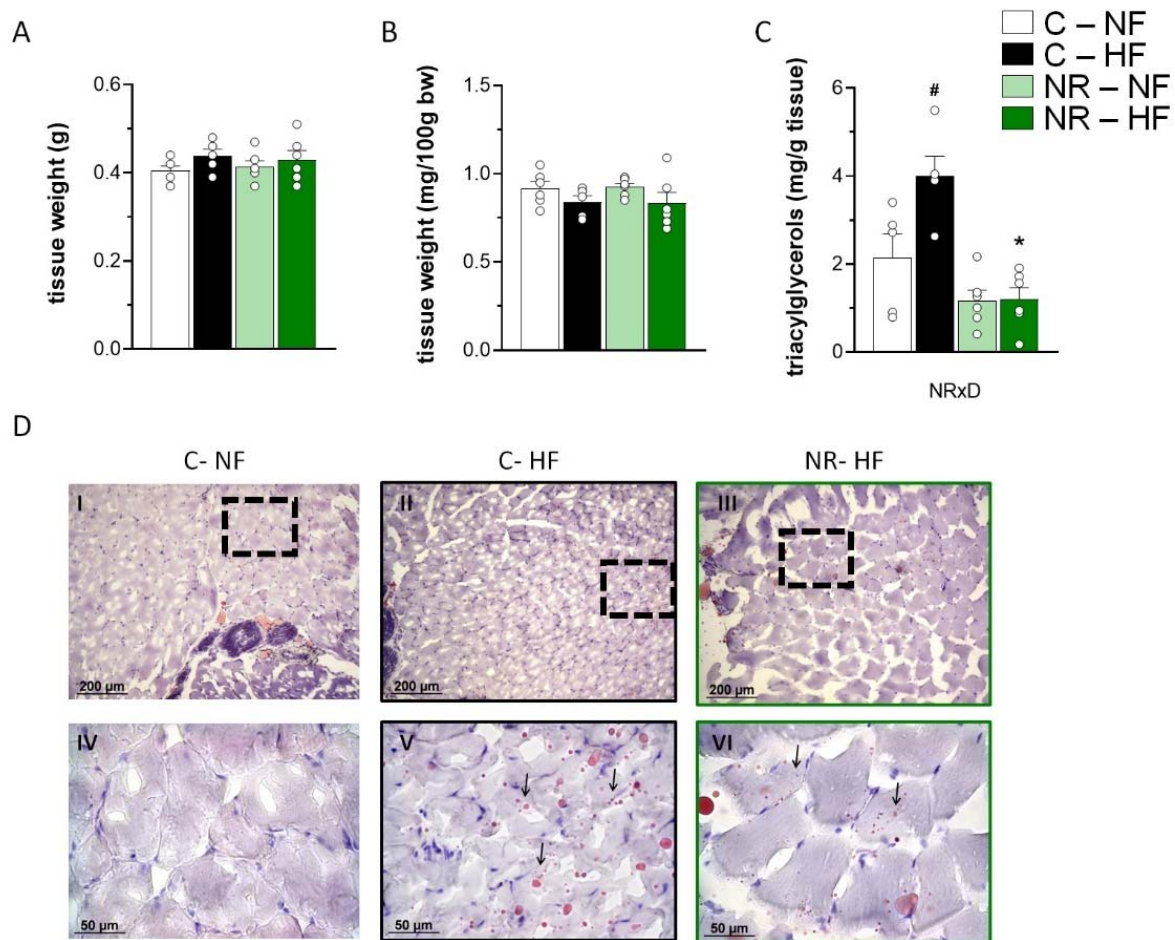 A
tissue weight (g)
0.6
0.4
0.2
0.0
B
tissue weight (mg/100g bw)
1.5
1.0
0.5
0.0
C
triacylglycerols (mg/g tissue)
6
4
2
0
#
*
NRxD
C – NF
C – HF
NR – NF
NR – HF
D
C- NF
C- HF
NR- HF
I
200 µm
II
200 µm
III
200 µm
IV
50 µm
V
50 µm
VI
50 µm